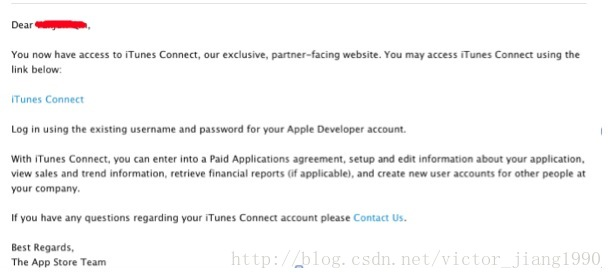 Dear
You now have access to iTunes Connect, our exclusive, partner-facing website. You may access iTunes Connect using the
link below:
iTunes Connect
Log in using the existing username and password for your Apple Developer account.
With iTunes Connect, you can enter into a Paid Applications agreement, setup and edit information about your application,
view sales and trend information, retrieve financial reports (if applicable), and create new user accounts for other people at
your company.
If you have any questions regarding your iTunes Connect account please Contact Us.
Best Regards,
The App Store Team
http://blog.csdn.net/victor_jiang1990_